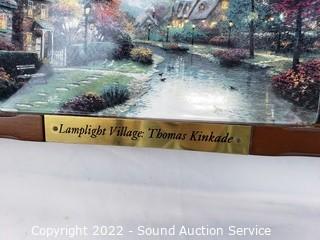 Lamplight Village: Thomas Kinkade
Copyright 2022 - Sound Auction Service